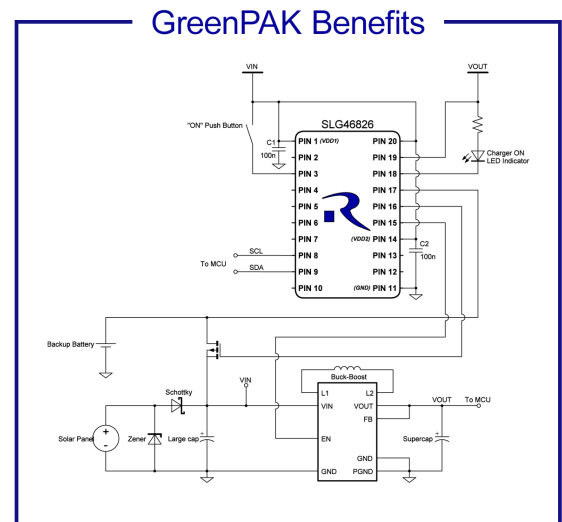 GreenPAK Benefits
VIN
VOUT
SLG46826
"ON" Push Button
C1
100n
PIN 1 (VDD1)
PIN 2
PIN 3
PIN 4
PIN 5
PIN 6
PIN 7
PIN 8
PIN 9
PIN 10
PIN 20
PIN 19
PIN 18
PIN 17
PIN 16
PIN 15
(VDD2) PIN 14
PIN 13
PIN 12
(GND) PIN 11
R
Charger ON
LED Indicator
C2
100n
To MCU
SCL
SDA
Backup Battery
Schottky
VIN
Buck-Boost
L1
L2
VIN
VOUT
FB
EN
GND
GND
PGND
VOUT
To MCU
Solar Panel
+
-
Zener
+
Large cap
+
Supercap